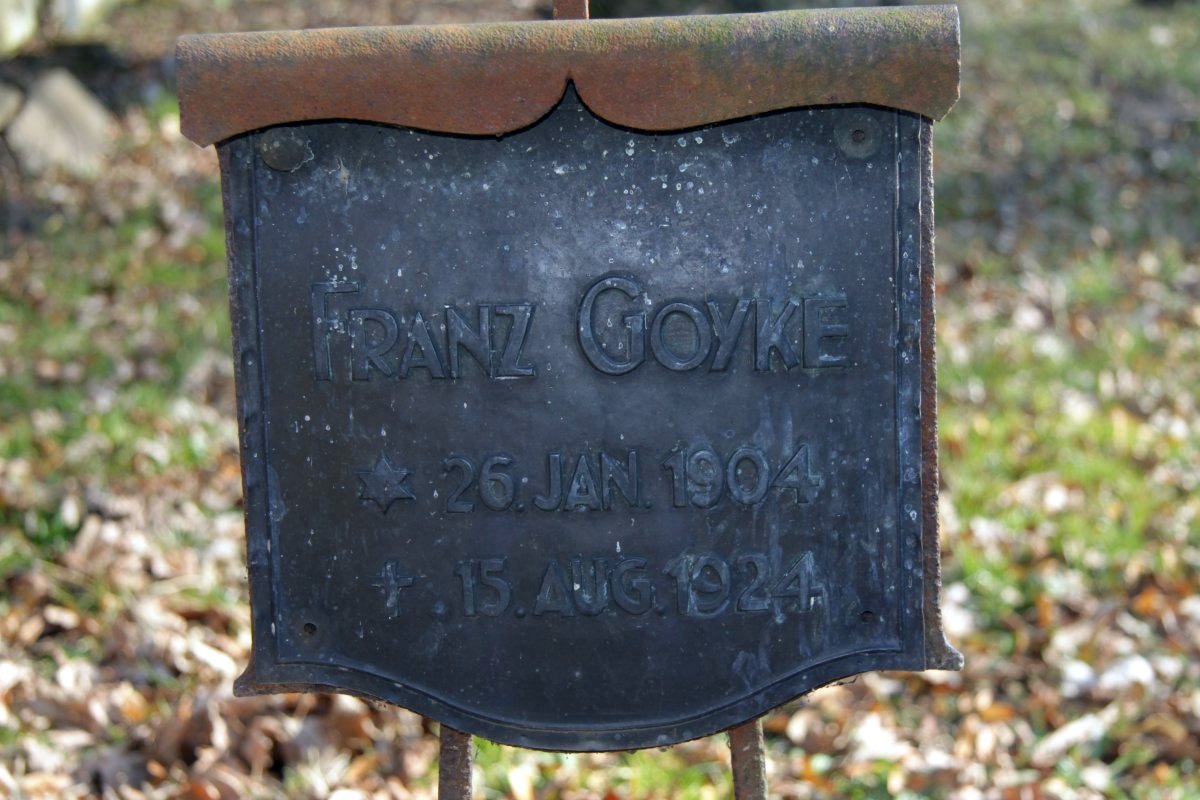 FRANZ GOYKE
✶ 26. JAN. 1904
✝ 15. AUG. 1924